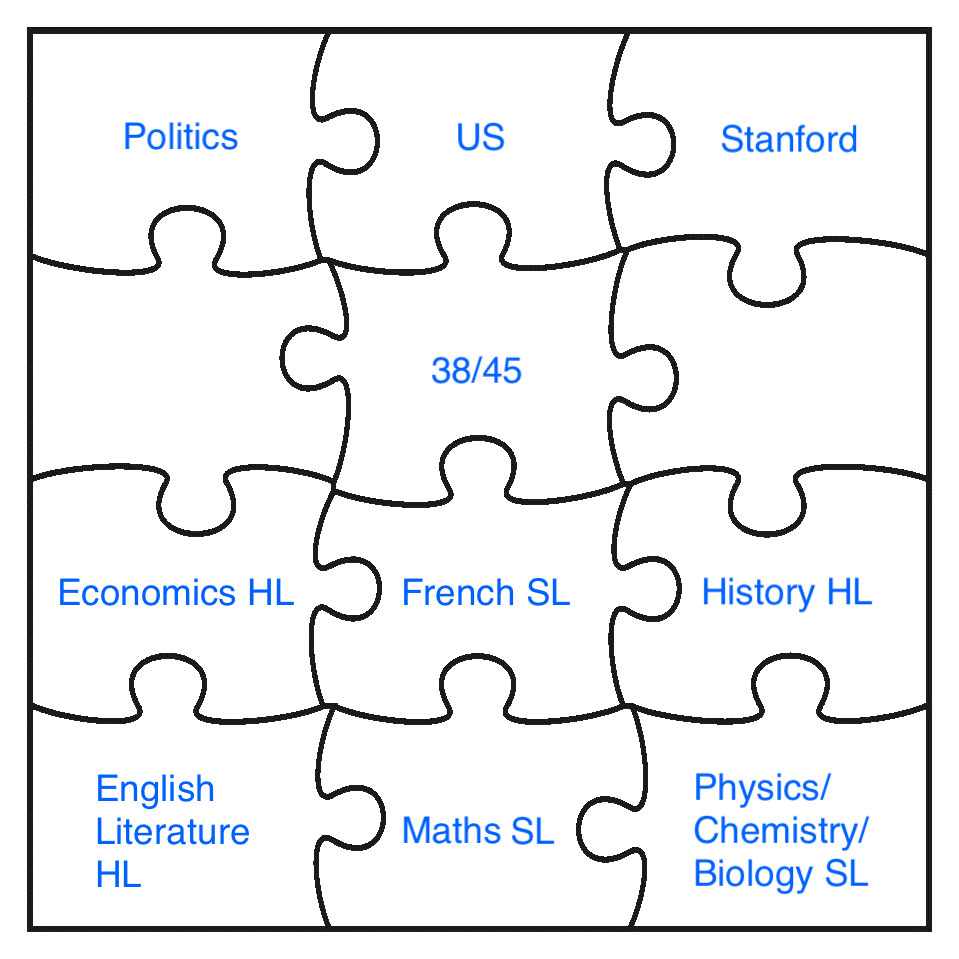 Politics
US
Stanford
38/45
Economics HL
French SL
History HL
English
Literature
HL
Maths SL
Physics/
Chemistry/
Biology SL